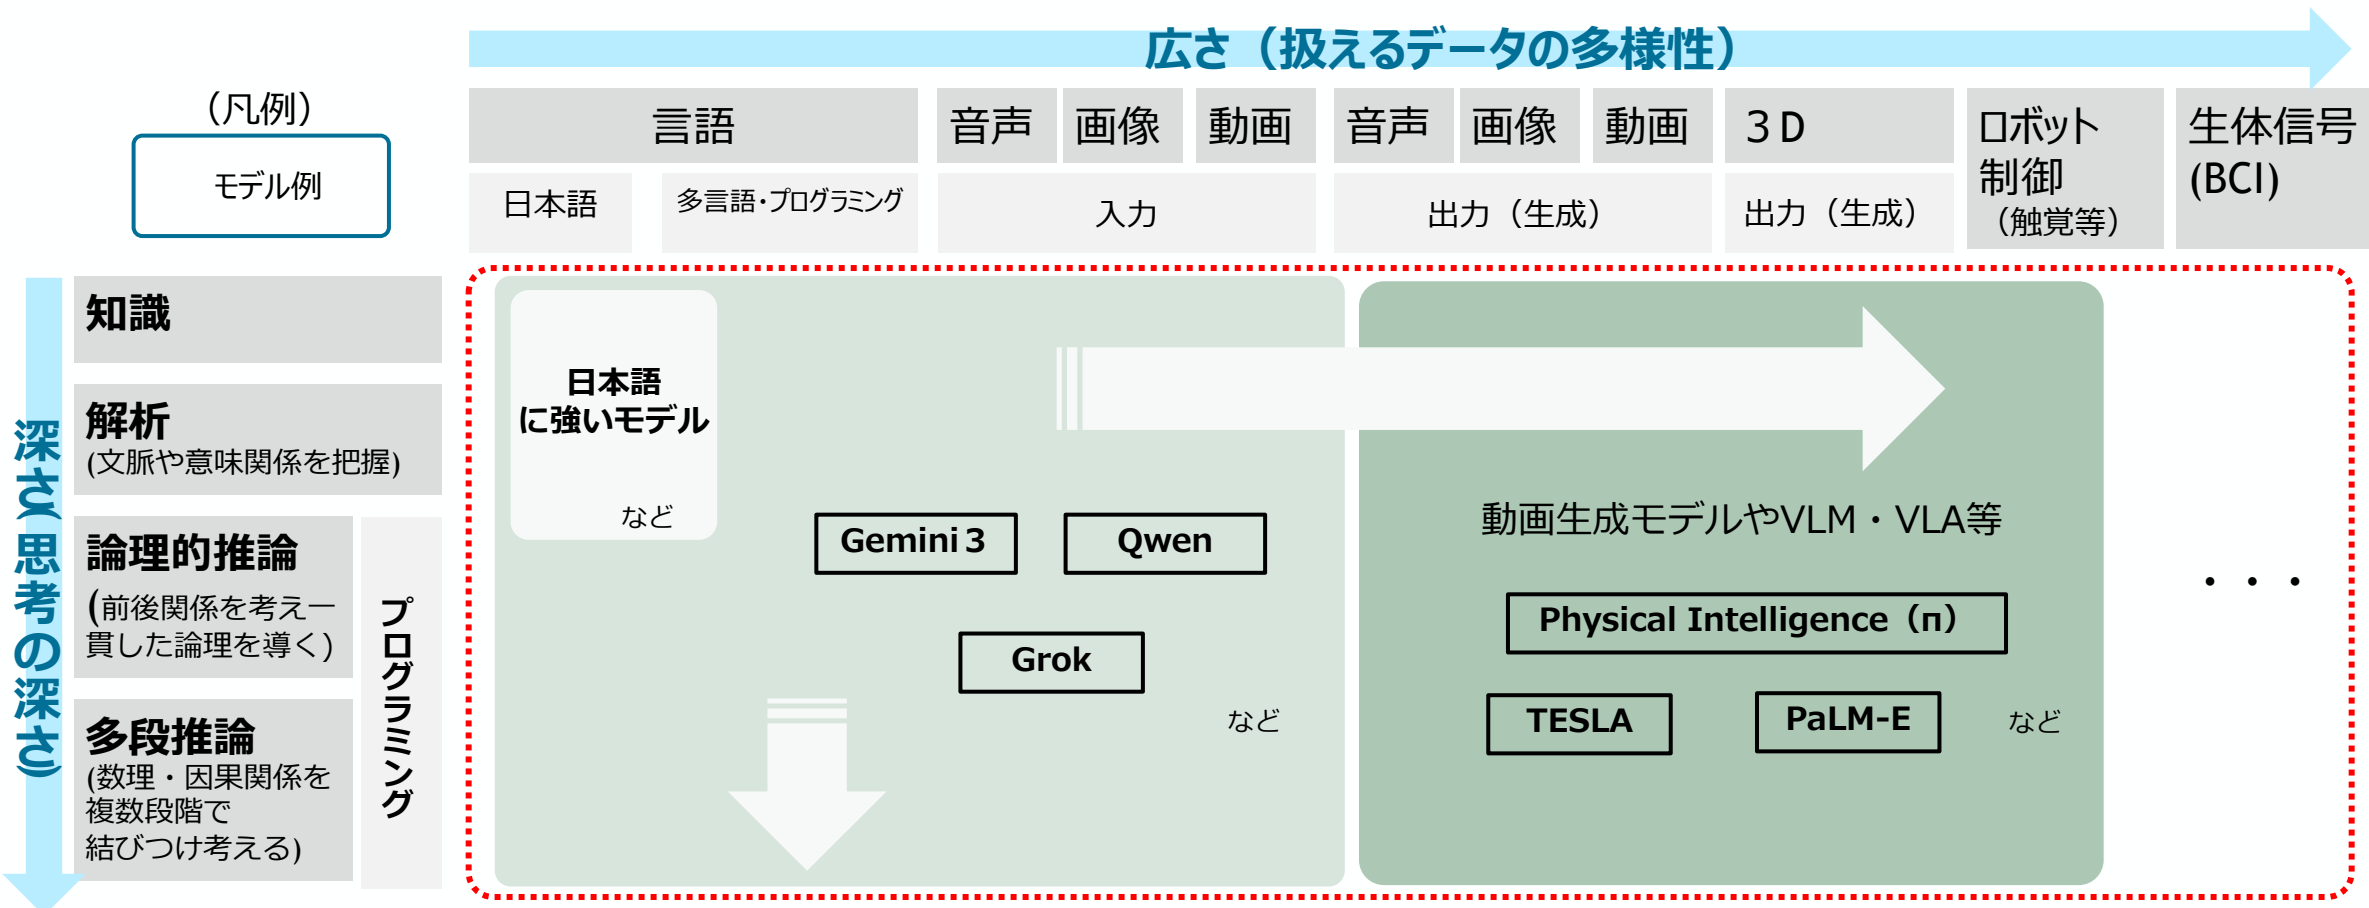 広さ（扱えるデータの多様性）
（凡例）
モデル例
言語
音声
画像
動画
音声
画像
動画
３D
ロボット
制御
（触覚等）
生体信号
(BCI)
日本語
多言語・プログラミング
入力
出力（生成）
出力（生成）
深さ（思考の深さ）
知識
解析
(文脈や意味関係を把握)
論理的推論
(前後関係を考え一
貫した論理を導く)
多段推論
(数理・因果関係を
複数段階で
結びつけ考える)
プログラミング
日本語
に強いモデル
など
Gemini３
Qwen
Grok
など
動画生成モデルやVLM・VLA等
Physical Intelligence（π）
TESLA
PaLM-E
など
・・・